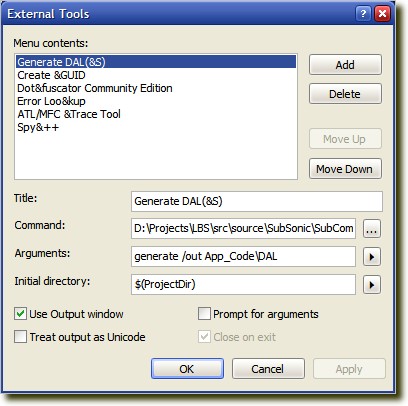 External Tools
Menu contents:
Generate DAL(&S)
Create &GUID
Dot&fuscator Community Edition
Error Loo&kup
ATL/MFC &Trace Tool
Spy&++
Add
Delete
Move Up
Move Down
Title:
Generate DAL(&S)
Command:
D:\Projects\LBS\src\source\SubSonic\SubCom
...
Arguments:
generate /out App_Code\DAL
Initial directory:
$(ProjectDir)
Use Output window
Prompt for arguments
Treat output as Unicode
Close on exit
OK
Cancel
Apply